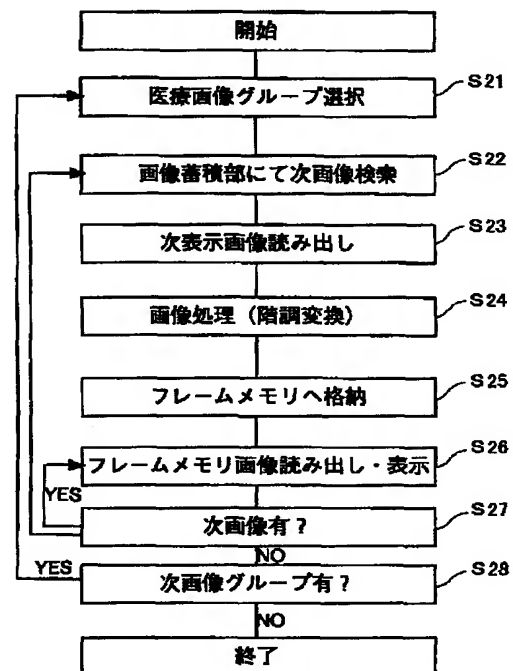 開始
医療画像グループ選択
S21
画像蓄積部にて次画像検索
S22
次表示画像読み出し
S23
画像処理(階調変換)
S24
フレームメモリへ格納
S25
フレームメモリ画像読み出し・表示
S26
YES
次画像有?
S27
NO
YES
次画像グループ有?
S28
NO
終了